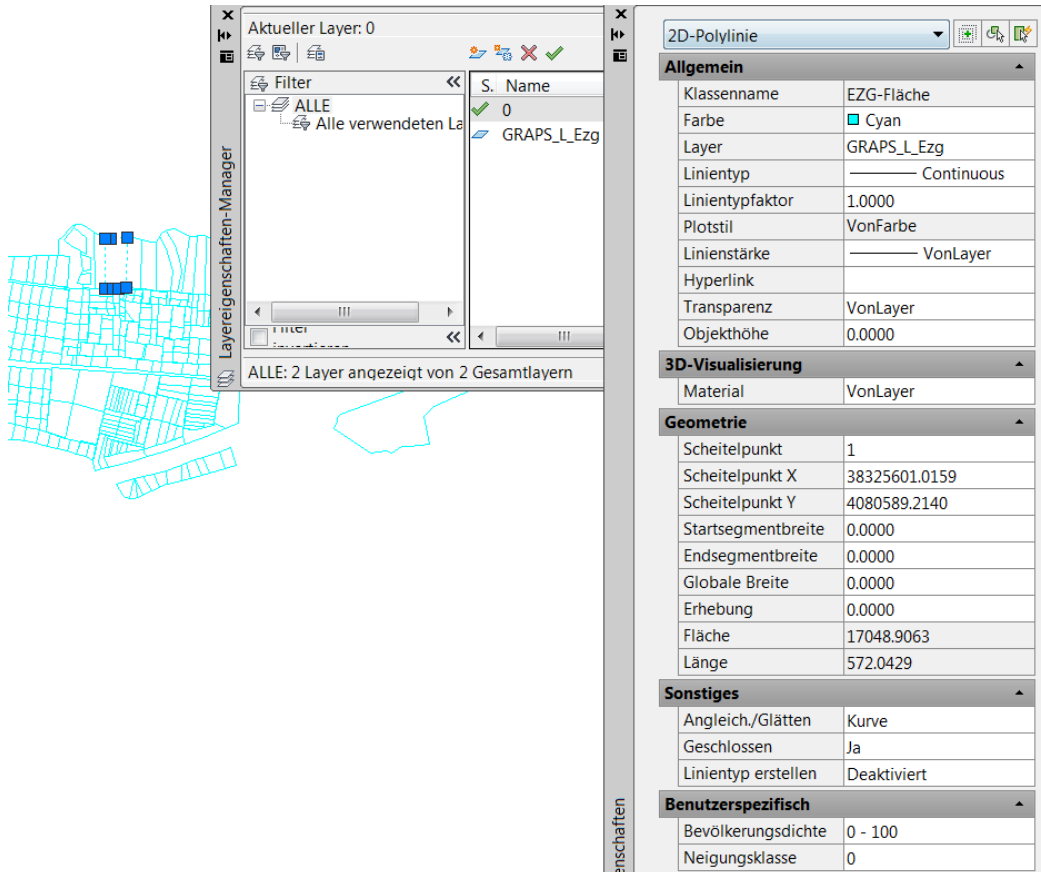 Aktueller Layer: 0
Filter
ALLE
Alle verwendeten La
S. Name
0
GRAPS_L_Ezg
Layereigenschaften-Manager
ALLE: 2 Layer angezeigt von 2 Gesamtlayern
2D-Polylinie
Allgemein
Klassenname EZG-Fläche
Farbe Cyan
Layer GRAPS_L_Ezg
Linientyp Continuous
Linientypfaktor 1.0000
Plotstil VonFarbe
Linienstärke VonLayer
Hyperlink
Transparenz VonLayer
Objekthöhe 0.0000
3D-Visualisierung
Material VonLayer
Geometrie
Scheitelpunkt 1
Scheitelpunkt X 38325601.0159
Scheitelpunkt Y 4080589.2140
Startsegmentbreite 0.0000
Endsegmentbreite 0.0000
Globale Breite 0.0000
Erhebung 0.0000
Fläche 17048.9063
Länge 572.0429
Sonstiges
Angleich./Glätten Kurve
Geschlossen Ja
Linientyp erstellen Deaktiviert
Benutzerspezifisch
Bevölkerungsdichte 0 - 100
Neigungsklasse 0
enschaften